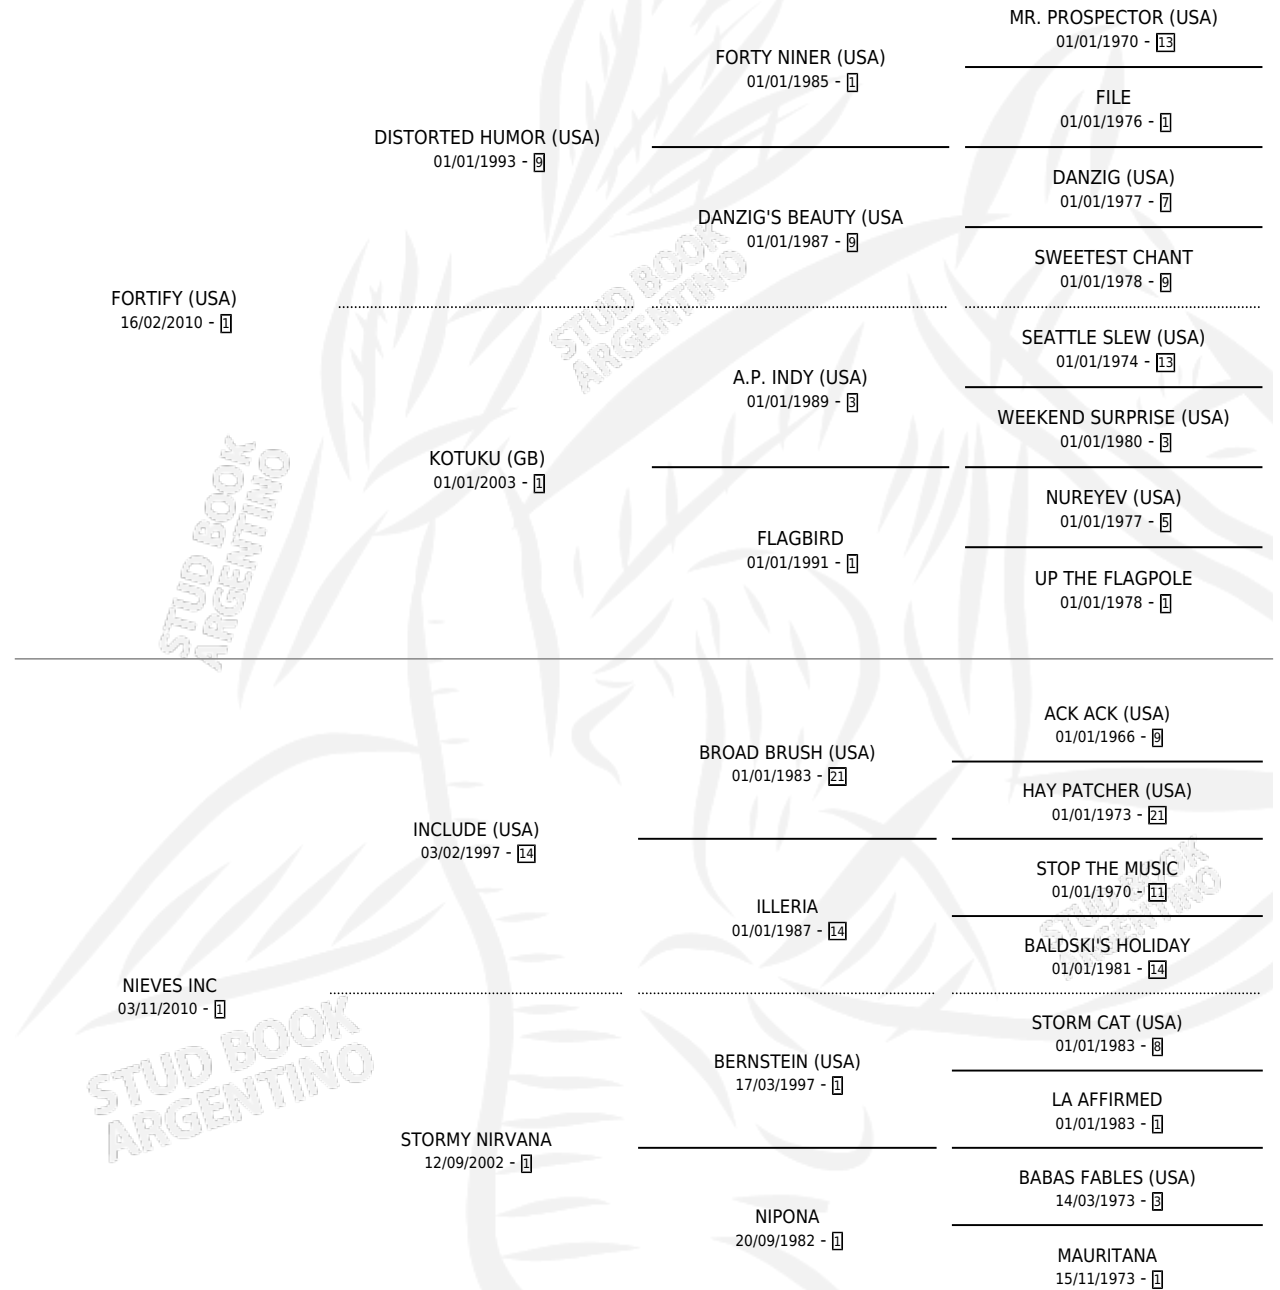 MR. PROSPECTOR (USA)
01/01/1970 - 13
FORTY NINER (USA)
01/01/1985 - 1
FILE
01/01/1976 - 1
DISTORTED HUMOR (USA)
01/01/1993 - 9
DANZIG (USA)
01/01/1977 - 7
DANZIG'S BEAUTY (USA
01/01/1987 - 9
SWEETEST CHANT
01/01/1978 - 9
FORTIFY (USA)
16/02/2010 - 1
STUD BOOK
ARGENTINO
SEATTLE SLEW (USA)
01/01/1974 - 13
A.P. INDY (USA)
01/01/1989 - 3
WEEKEND SURPRISE (USA)
01/01/1980 - 3
KOTUKU (GB)
01/01/2003 - 1
NUREYEV (USA)
01/01/1977 - 5
FLAGBIRD
01/01/1991 - 1
UP THE FLAGPOLE
01/01/1978 - 1
STUD BOOK
ARGENTINO
ACK ACK (USA)
01/01/1966 - 9
BROAD BRUSH (USA)
01/01/1983 - 21
HAY PATCHER (USA)
01/01/1973 - 21
INCLUDE (USA)
03/02/1997 - 14
STOP THE MUSIC
01/01/1970 - 11
ILLERIA
01/01/1987 - 14
STUD BOOK
ARGENTINO
BALDSKI'S HOLIDAY
01/01/1981 - 14
NIEVES INC
03/11/2010 - 1
STUD BOOK
ARGENTINO
STORM CAT (USA)
01/01/1983 - 8
BERNSTEIN (USA)
17/03/1997 - 1
LA AFFIRMED
01/01/1983 - 1
STORMY NIRVANA
12/09/2002 - 1
BABAS FABLES (USA)
14/03/1973 - 3
NIPONA
20/09/1982 - 1
MAURITANA
15/11/1973 - 1